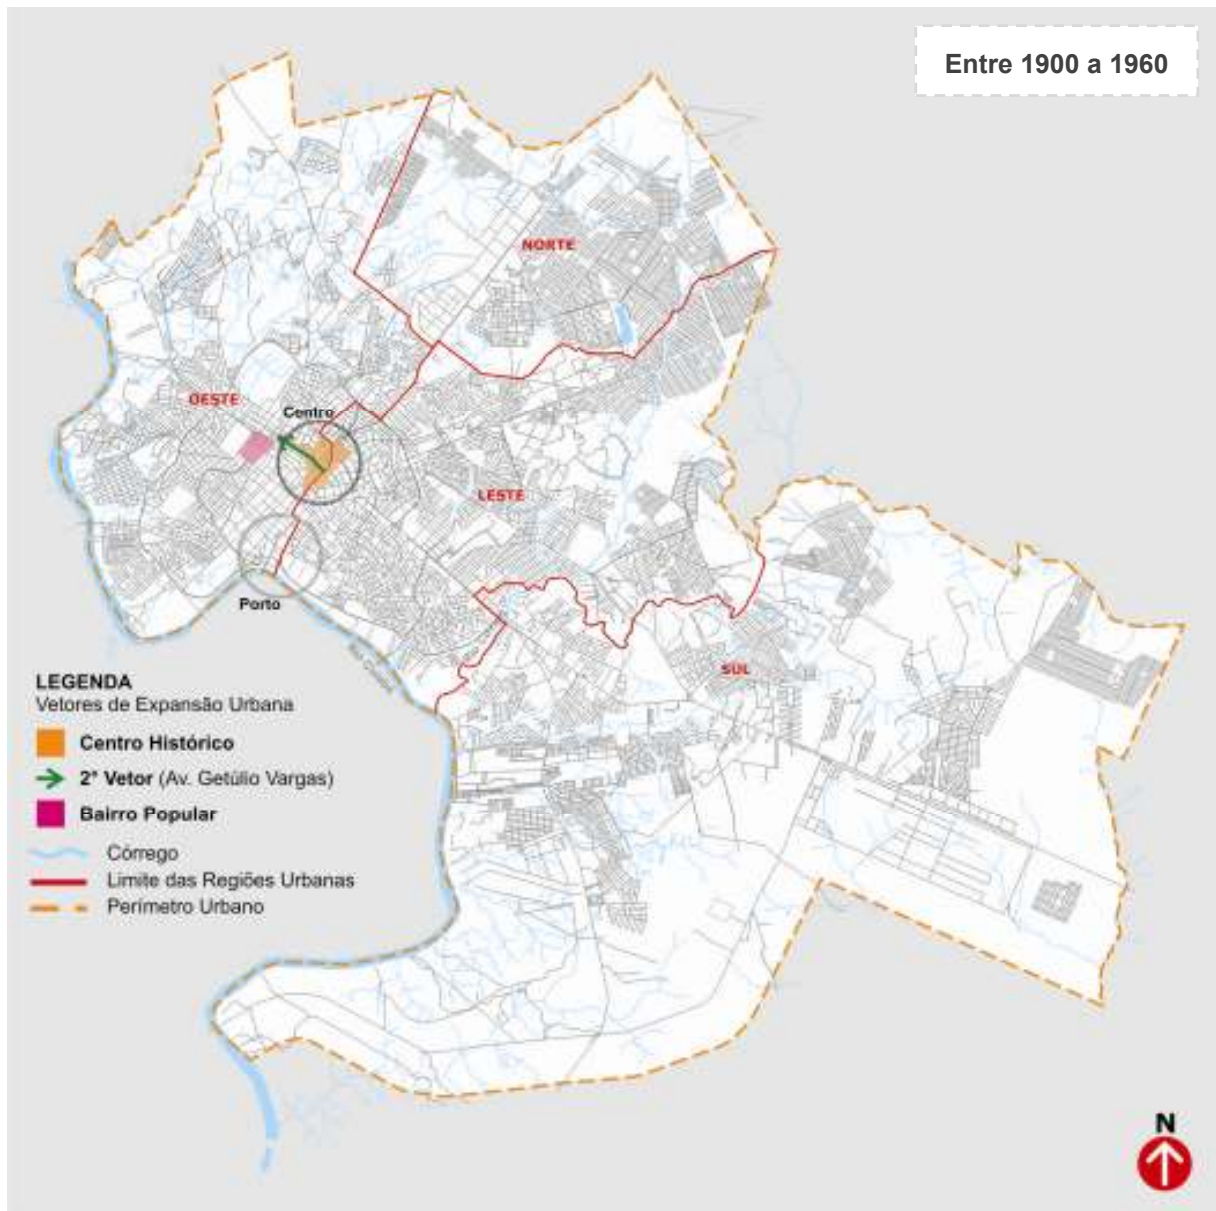 Entre 1900 a 1960
NORTE
OESTE
Centro
LESTE
Porto
SUL
LEGENDA
Vetores de Expansão Urbana
Centro Histórico
2° Vetor (Av. Getúlio Vargas)
Bairro Popular
Córrego
Limite das Regiões Urbanas
Perímetro Urbano
N